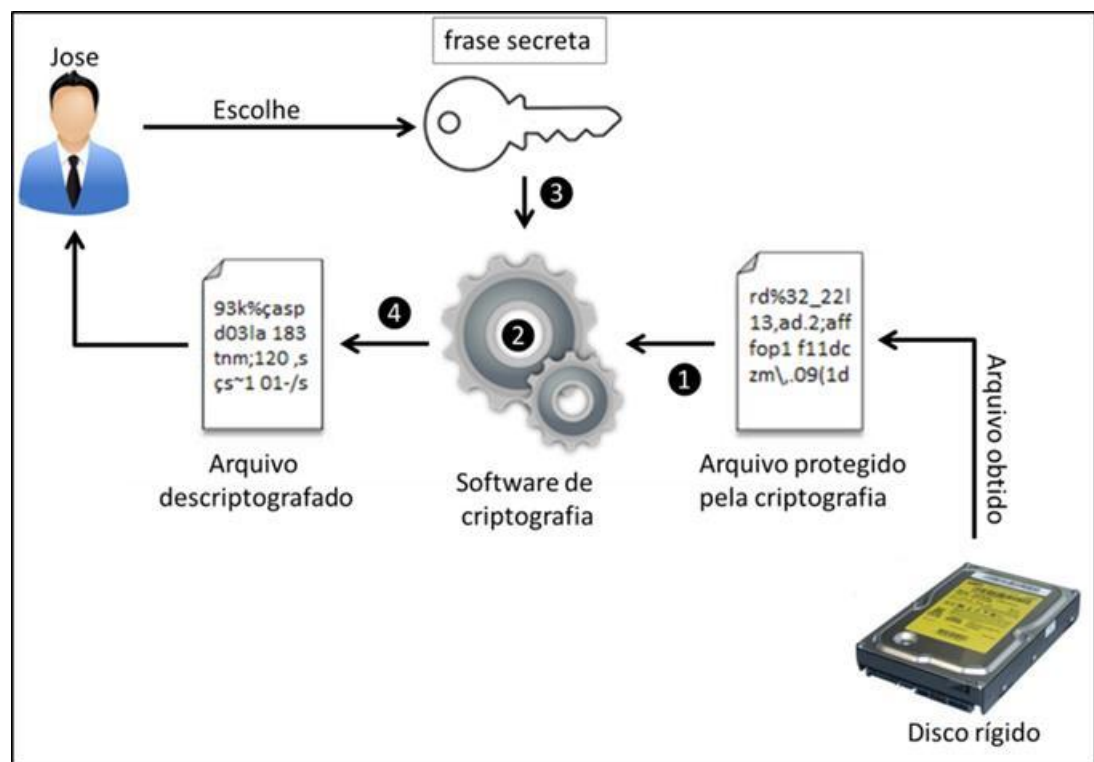 frase secreta
Jose
Escolhe
3
93k%çasp
d03la 183
tnm;120 ,s
çs~1 01-/s
4
2
1
rd%32_22l
13,ad.2;aff
fop1 f11dc
zm\,.09(1d
Arquivo
descriptografado
Software de
criptografia
Arquivo protegido
pela criptografia
Arquivo obtido
Disco rígido